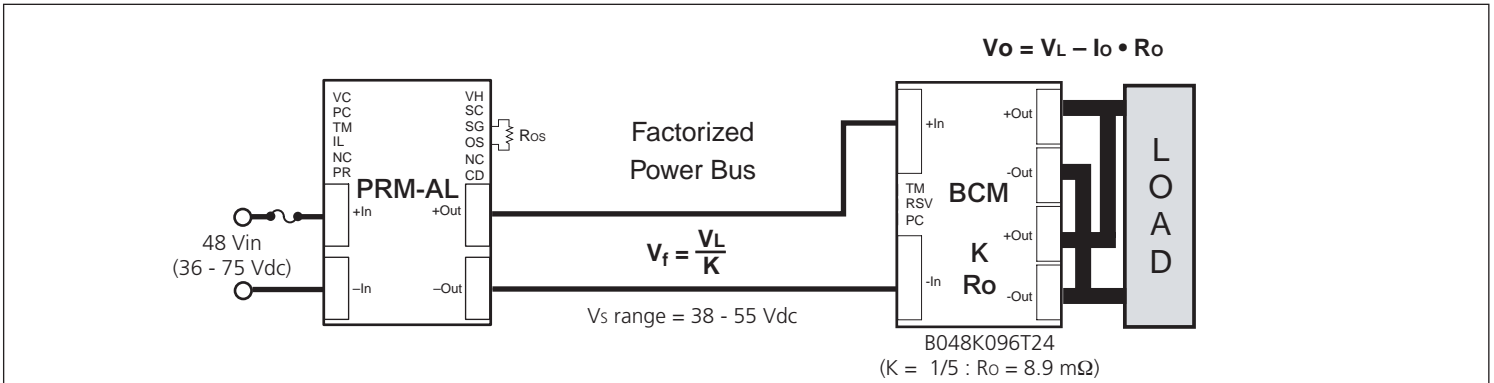 Vo = VL – Io • Ro
VC
PC
TM
IL
NC
PR
VH
SC
SG
OS
NC
CD
ROS
PRM-AL
+In
+Out
–In
–Out
48 Vin
(36 - 75 Vdc)
Factorized
Power Bus
Vf = VL
K
Vs range = 38 - 55 Vdc
+In
TM
RSV
PC
-In
BCM
K
Ro
+Out
-Out
+Out
-Out
B048K096T24
(K = 1/5 : Ro = 8.9 mΩ)
L
O
A
D